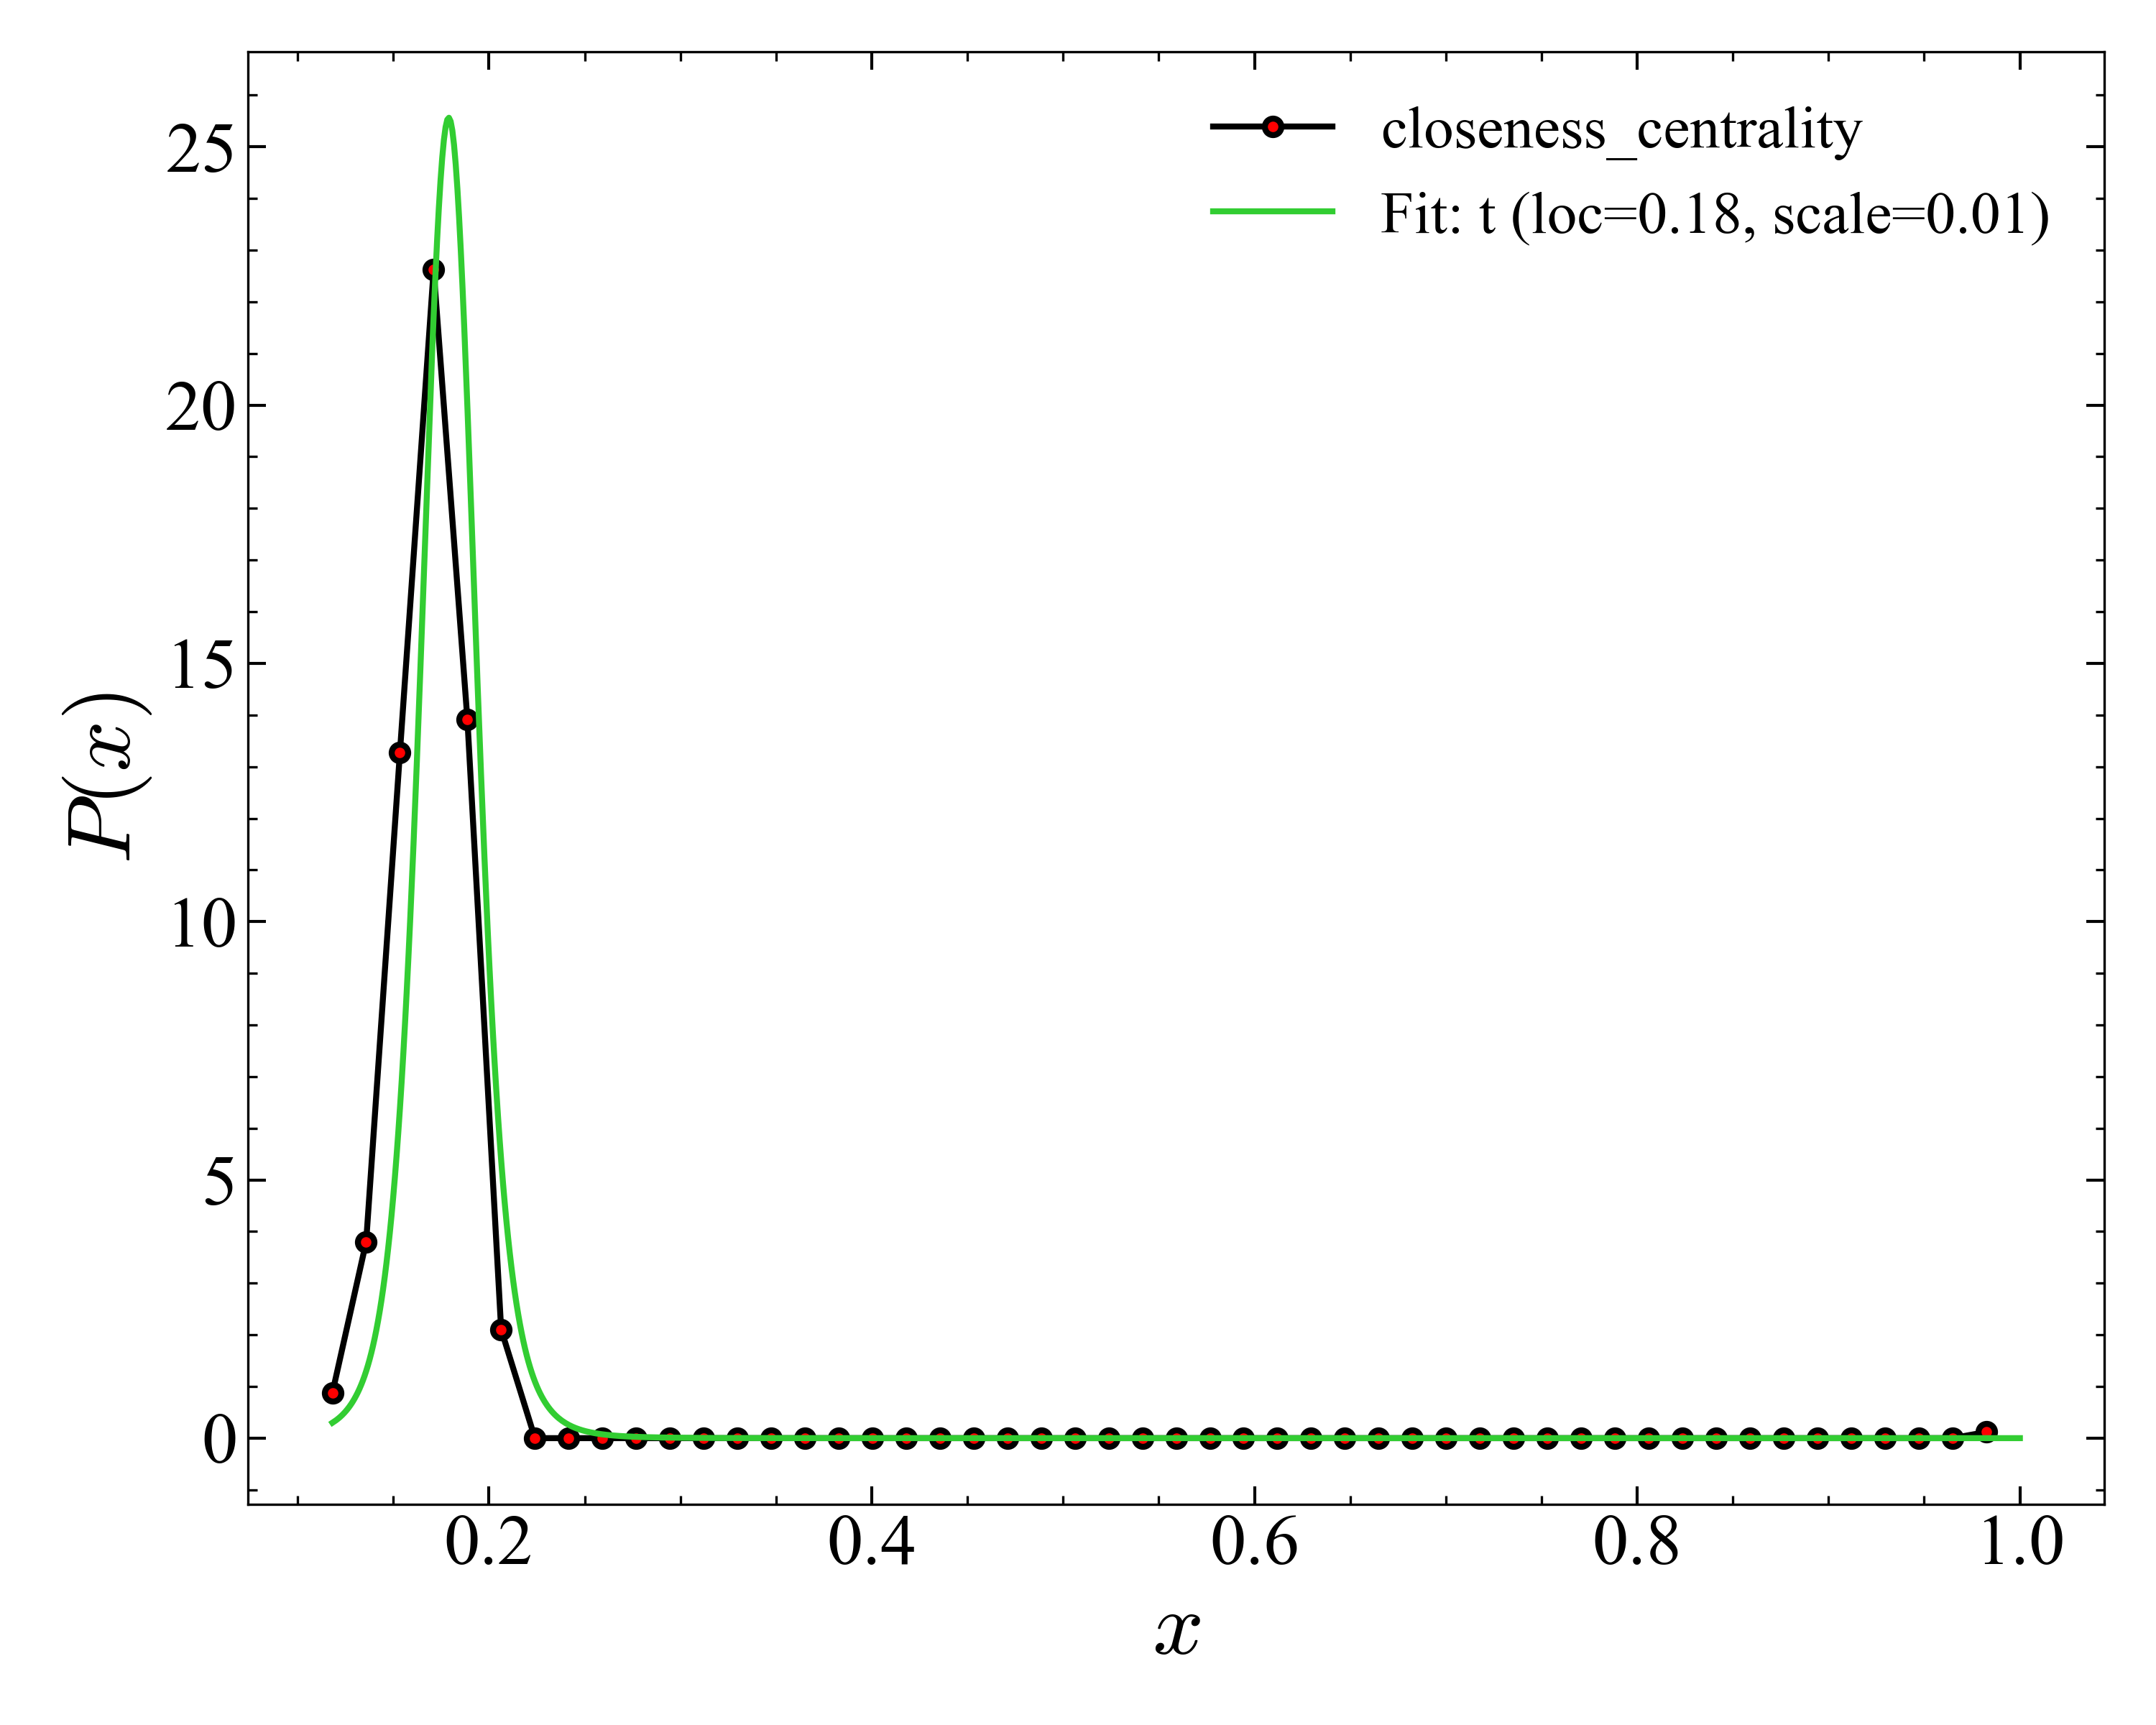 closeness_centrality
Fit: t (loc=0.18, scale=0.01)
25
20
15
10
5
0
P(x)
0.2 0.4 0.6 0.8 1.0
x